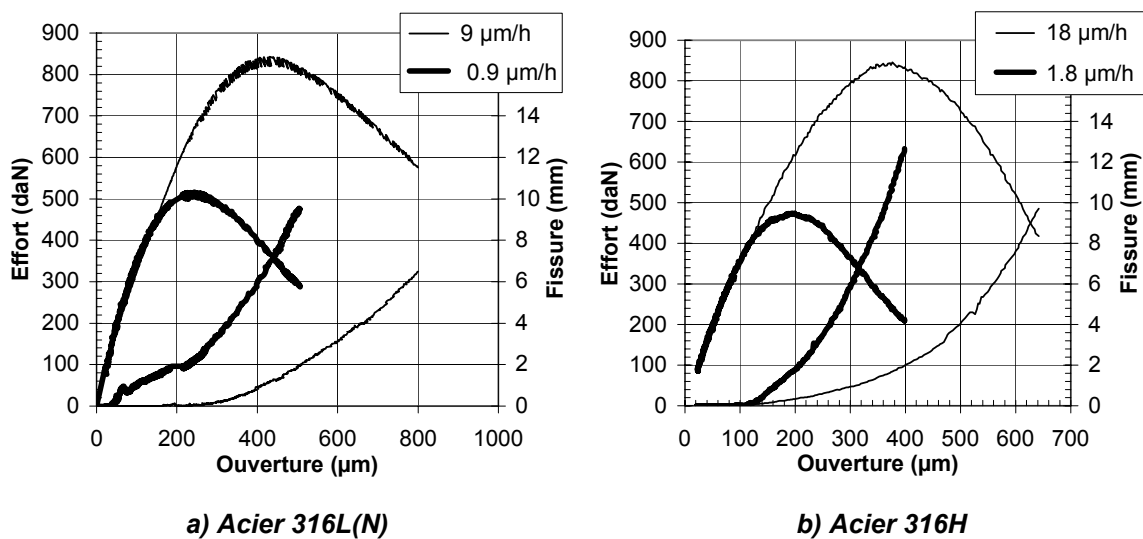 9 µm/h
0.9 µm/h
900
800
700
600
500
400
300
200
100
0
Effort (daN)
14
12
10
8
6
4
2
0
Fissure (mm)
0 200 400 600 800 1000
Ouverture (µm)
a) Acier 316L(N)
18 µm/h
1.8 µm/h
900
800
700
600
500
400
300
200
100
0
Effort (daN)
14
12
10
8
6
4
2
0
Fissure (mm)
0 100 200 300 400 500 600 700
Ouverture (µm)
b) Acier 316H